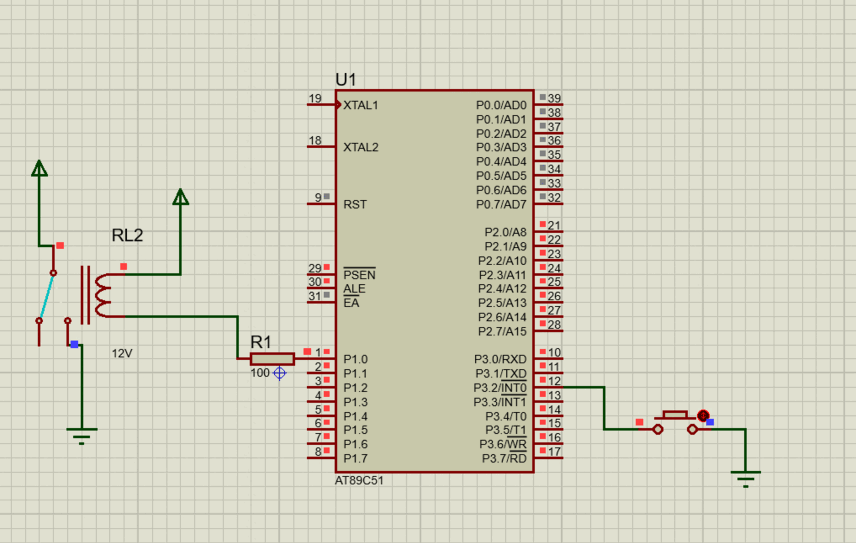 U1
19 XTAL1
18 XTAL2
9 RST
29 PSEN
30 ALE
31 EA
1 P1.0
2 P1.1
3 P1.2
4 P1.3
5 P1.4
6 P1.5
7 P1.6
8 P1.7
P0.0/AD0 39
P0.1/AD1 38
P0.2/AD2 37
P0.3/AD3 36
P0.4/AD4 35
P0.5/AD5 34
P0.6/AD6 33
P0.7/AD7 32
P2.0/A8 21
P2.1/A9 22
P2.2/A10 23
P2.3/A11 24
P2.4/A12 25
P2.5/A13 26
P2.6/A14 27
P2.7/A15 28
P3.0/RXD 10
P3.1/TXD 11
P3.2/INT0 12
P3.3/INT1 13
P3.4/T0 14
P3.5/T1 15
P3.6/WR 16
P3.7/RD 17
AT89C51
RL2
12V
R1
100